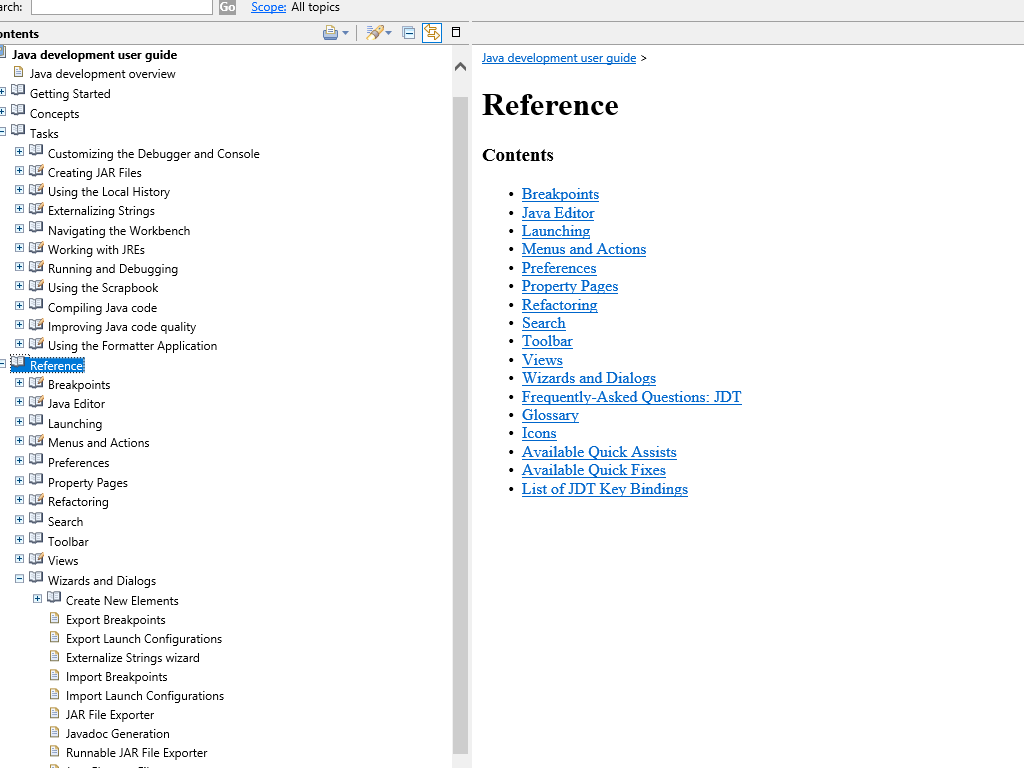 arch:
Go
Scope: All topics
ontents
Java development user guide
Java development overview
Getting Started
Concepts
Tasks
Customizing the Debugger and Console
Creating JAR Files
Using the Local History
Externalizing Strings
Navigating the Workbench
Working with JREs
Running and Debugging
Using the Scrapbook
Compiling Java code
Improving Java code quality
Using the Formatter Application
Reference
Breakpoints
Java Editor
Launching
Menus and Actions
Preferences
Property Pages
Refactoring
Search
Toolbar
Views
Wizards and Dialogs
Create New Elements
Export Breakpoints
Export Launch Configurations
Externalize Strings wizard
Import Breakpoints
Import Launch Configurations
JAR File Exporter
Javadoc Generation
Runnable JAR File Exporter
Java development user guide >
Reference
Contents
• Breakpoints
• Java Editor
• Launching
• Menus and Actions
• Preferences
• Property Pages
• Refactoring
• Search
• Toolbar
• Views
• Wizards and Dialogs
• Frequently-Asked Questions: JDT
• Glossary
• Icons
• Available Quick Assists
• Available Quick Fixes
• List of JDT Key Bindings